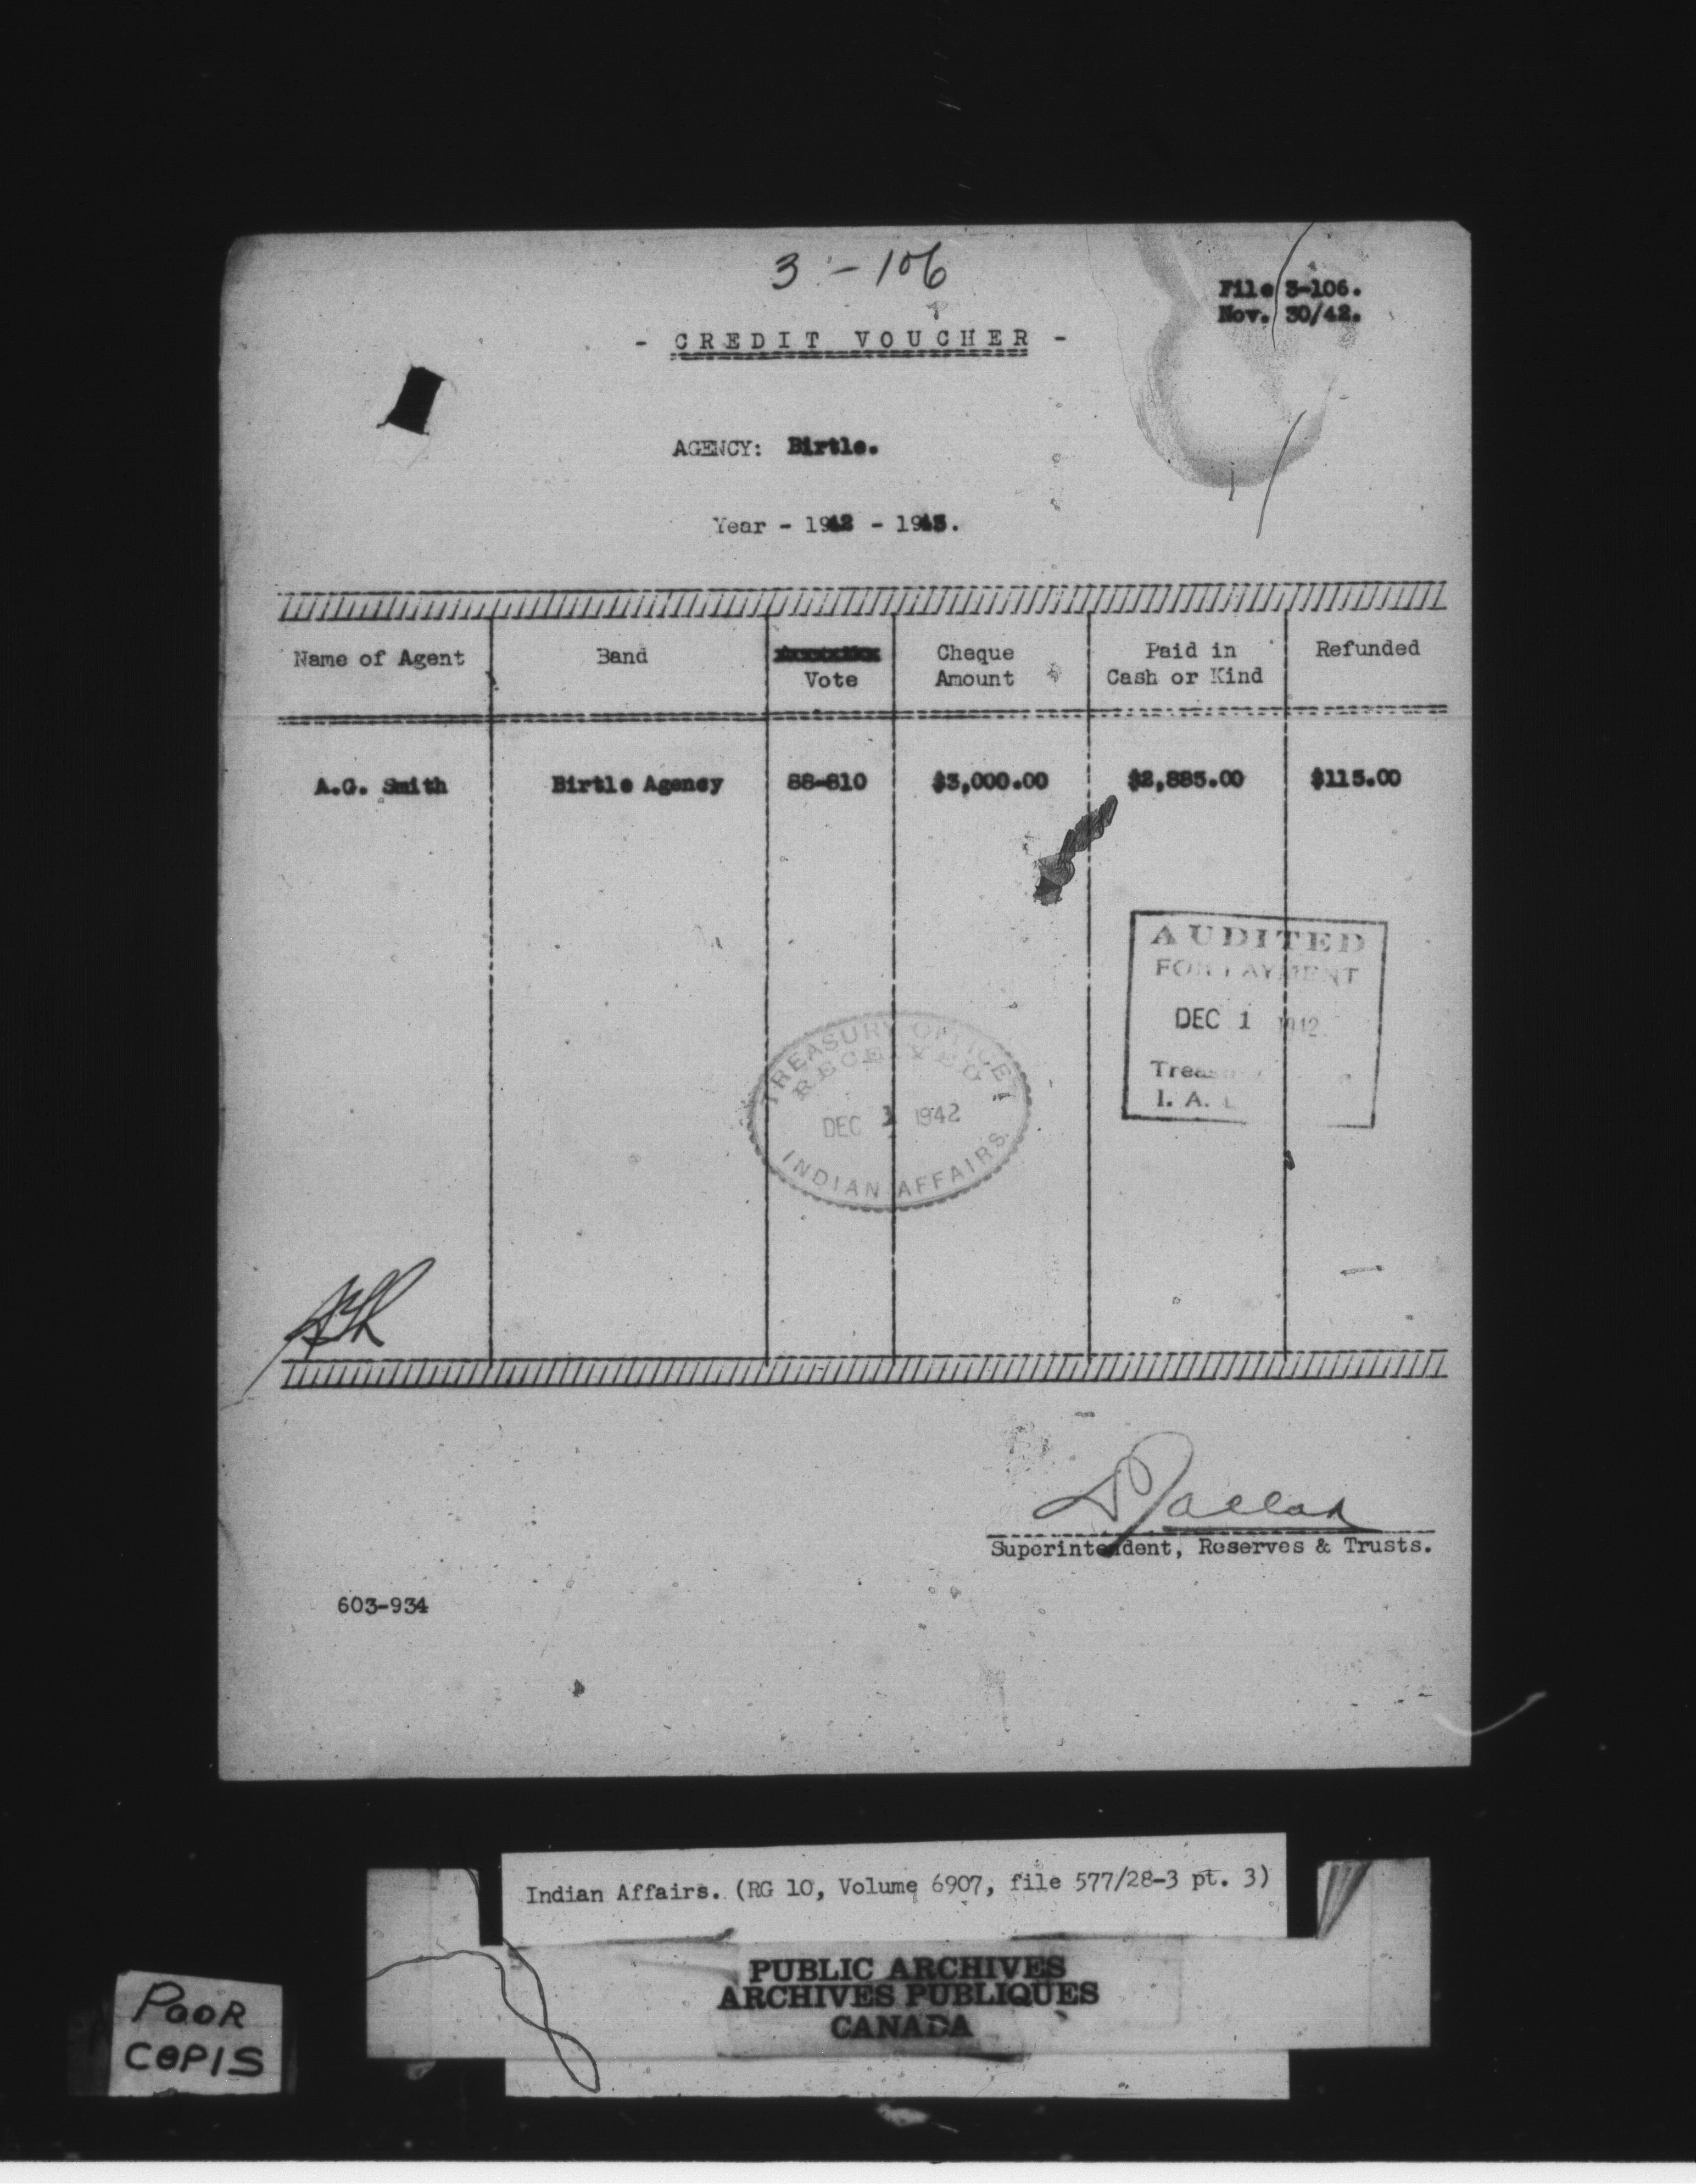 3 - 106
File 3-106.
Nov. 30/42.
- CREDIT VOUCHER -
AGENCY: Birtle.
Year - 1942 - 1943.
Name of Agent Band Vote Cheque Amount Paid in Cash or Kind Refunded
A.G. Smith Birtle Agency 88-810 $3,000.00 $2,885.00 $115.00
AUDITED
FOR PAYMENT
DEC 1 1942
I. A.
TREASURY OFFICE
RECEIVED
DEC 1 1942
INDIAN AFFAIRS
Superintendent, Reserves & Trusts.
603-934
Indian Affairs. (RG 10, Volume 6907, file 577/28-3 pt. 3)
PUBLIC ARCHIVES
ARCHIVES PUBLIQUES
CANADA
POOR
COPIS